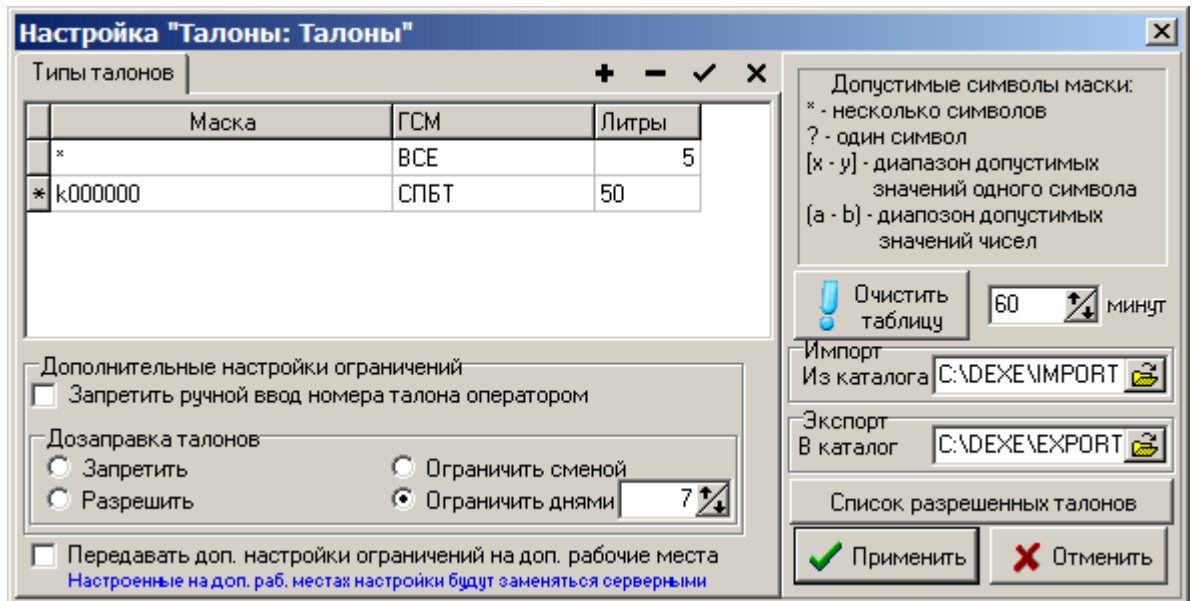 Настройка "Талоны: Талоны"
Типы талонов
Маска ГСМ Литры
* ВСЕ 5
* k000000 СПБТ 50
Дополнительные настройки ограничений
Запретить ручной ввод номера талона оператором
Дозаправка талонов
Запретить Ограничить сменой
Разрешить Ограничить днями 7
Передавать доп. настройки ограничений на доп. рабочие места
Настроенные на доп. раб. местах настройки будут заменяться серверными
Допустимые символы маски:
* - несколько символов
? - один символ
[x - y] - диапазон допустимых
значений одного символа
(a - b) - диапозон допустимых
значений чисел
Очистить
таблицу
60 минут
Импорт
Из каталога C:\DEXE\IMPORT
Экспорт
В каталог C:\DEXE\EXPORT
Список разрешенных талонов
Применить Отменить